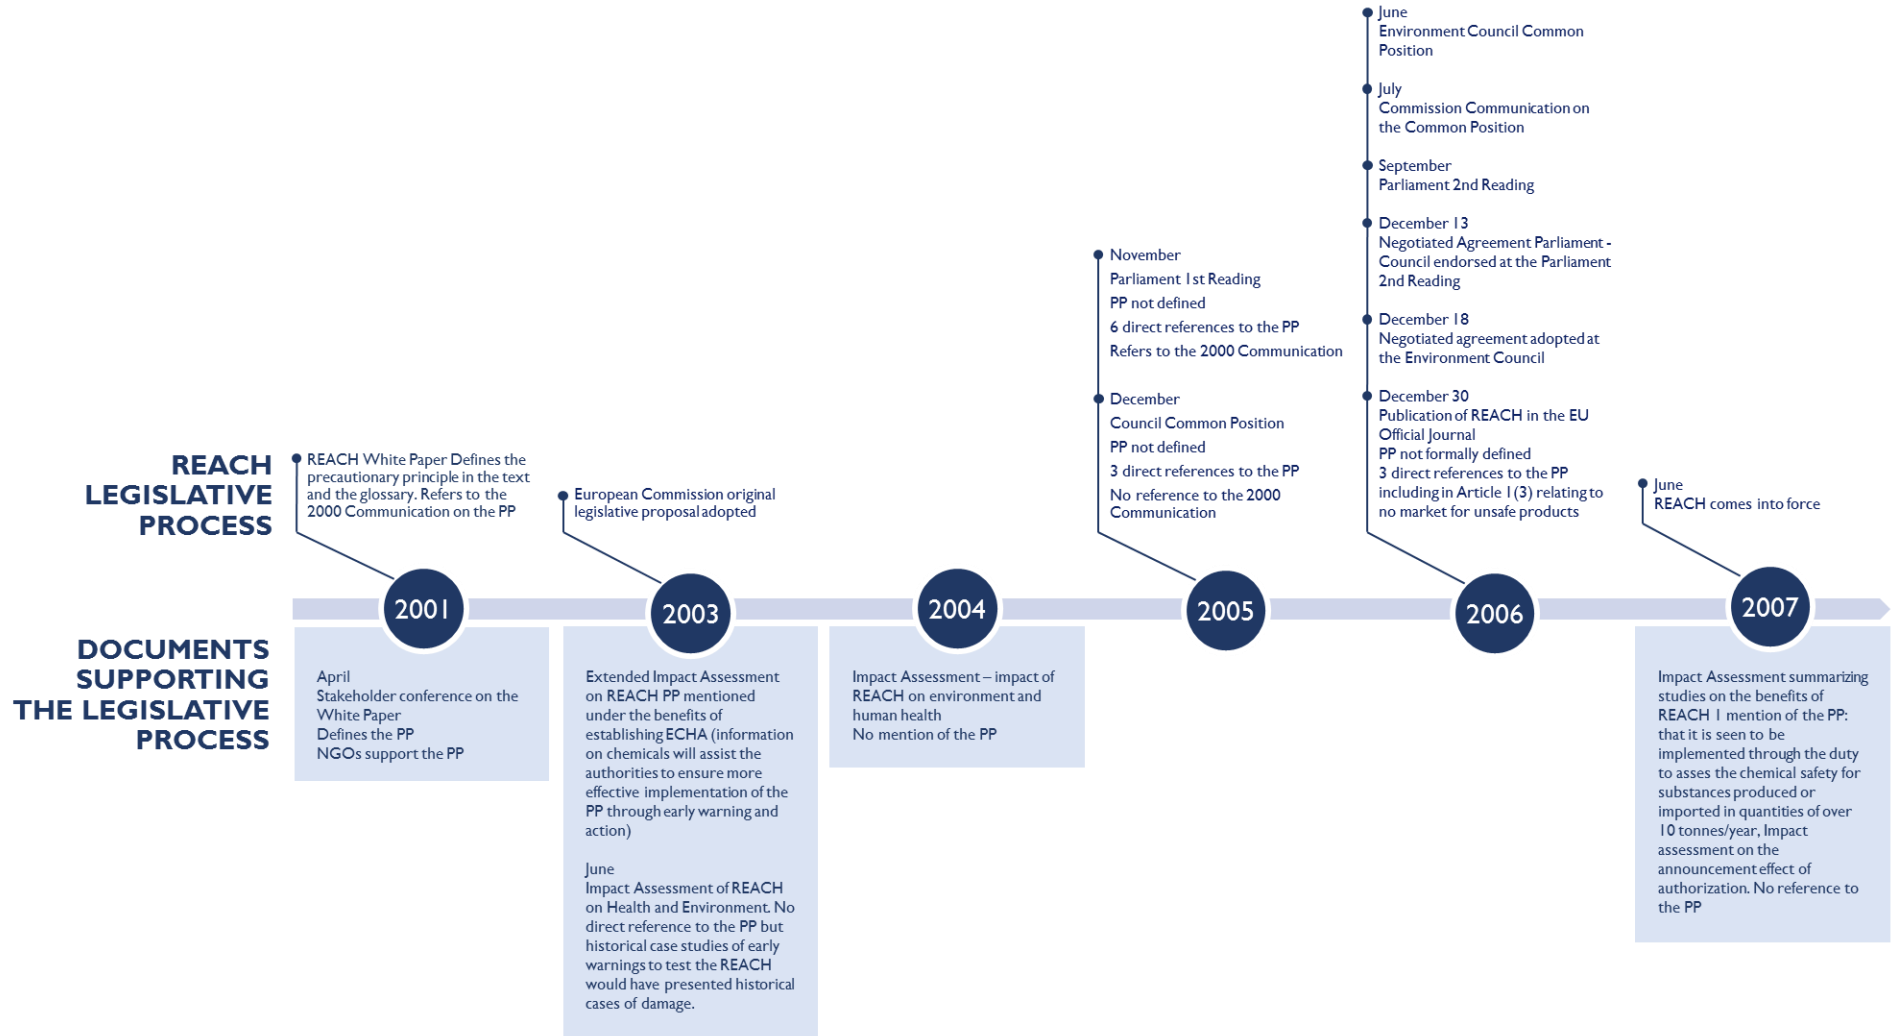 REACH
LEGISLATIVE
PROCESS
REACH White Paper Defines the
precautionary principle in the text
and the glossary. Refers to the
2000 Communication on the PP
European Commission original
legislative proposal adopted
November
Parliament 1st Reading
PP not defined
6 direct references to the PP
Refers to the 2000 Communication
December
Council Common Position
PP not defined
3 direct references to the PP
No reference to the 2000
Communication
June
Environment Council Common
Position
July
Commission Communication on
the Common Position
September
Parliament 2nd Reading
December 13
Negotiated Agreement Parliament -
Council endorsed at the Parliament
2nd Reading
December 18
Negotiated agreement adopted at
the Environment Council
December 30
Publication of REACH in the EU
Official Journal
PP not formally defined
3 direct references to the PP
including in Article 1(3) relating to
no market for unsafe products
June
REACH comes into force
2001
2003
2004
2005
2006
2007
DOCUMENTS
SUPPORTING
THE LEGISLATIVE
PROCESS
April
Stakeholder conference on the
White Paper
Defines the PP
NGOs support the PP
Extended Impact Assessment
on REACH PP mentioned
under the benefits of
establishing ECHA (information
on chemicals will assist the
authorities to ensure more
effective implementation of the
PP through early warning and
action)
June
Impact Assessment of REACH
on Health and Environment. No
direct reference to the PP but
historical case studies of early
warnings to test the REACH
would have presented historical
cases of damage.
Impact Assessment – impact of
REACH on environment and
human health
No mention of the PP
Impact Assessment summarizing
studies on the benefits of
REACH 1 mention of the PP:
that it is seen to be
implemented through the duty
to asses the chemical safety for
substances produced or
imported in quantities of over
10 tonnes/year, Impact
assessment on the
announcement effect of
authorization. No reference to
the PP